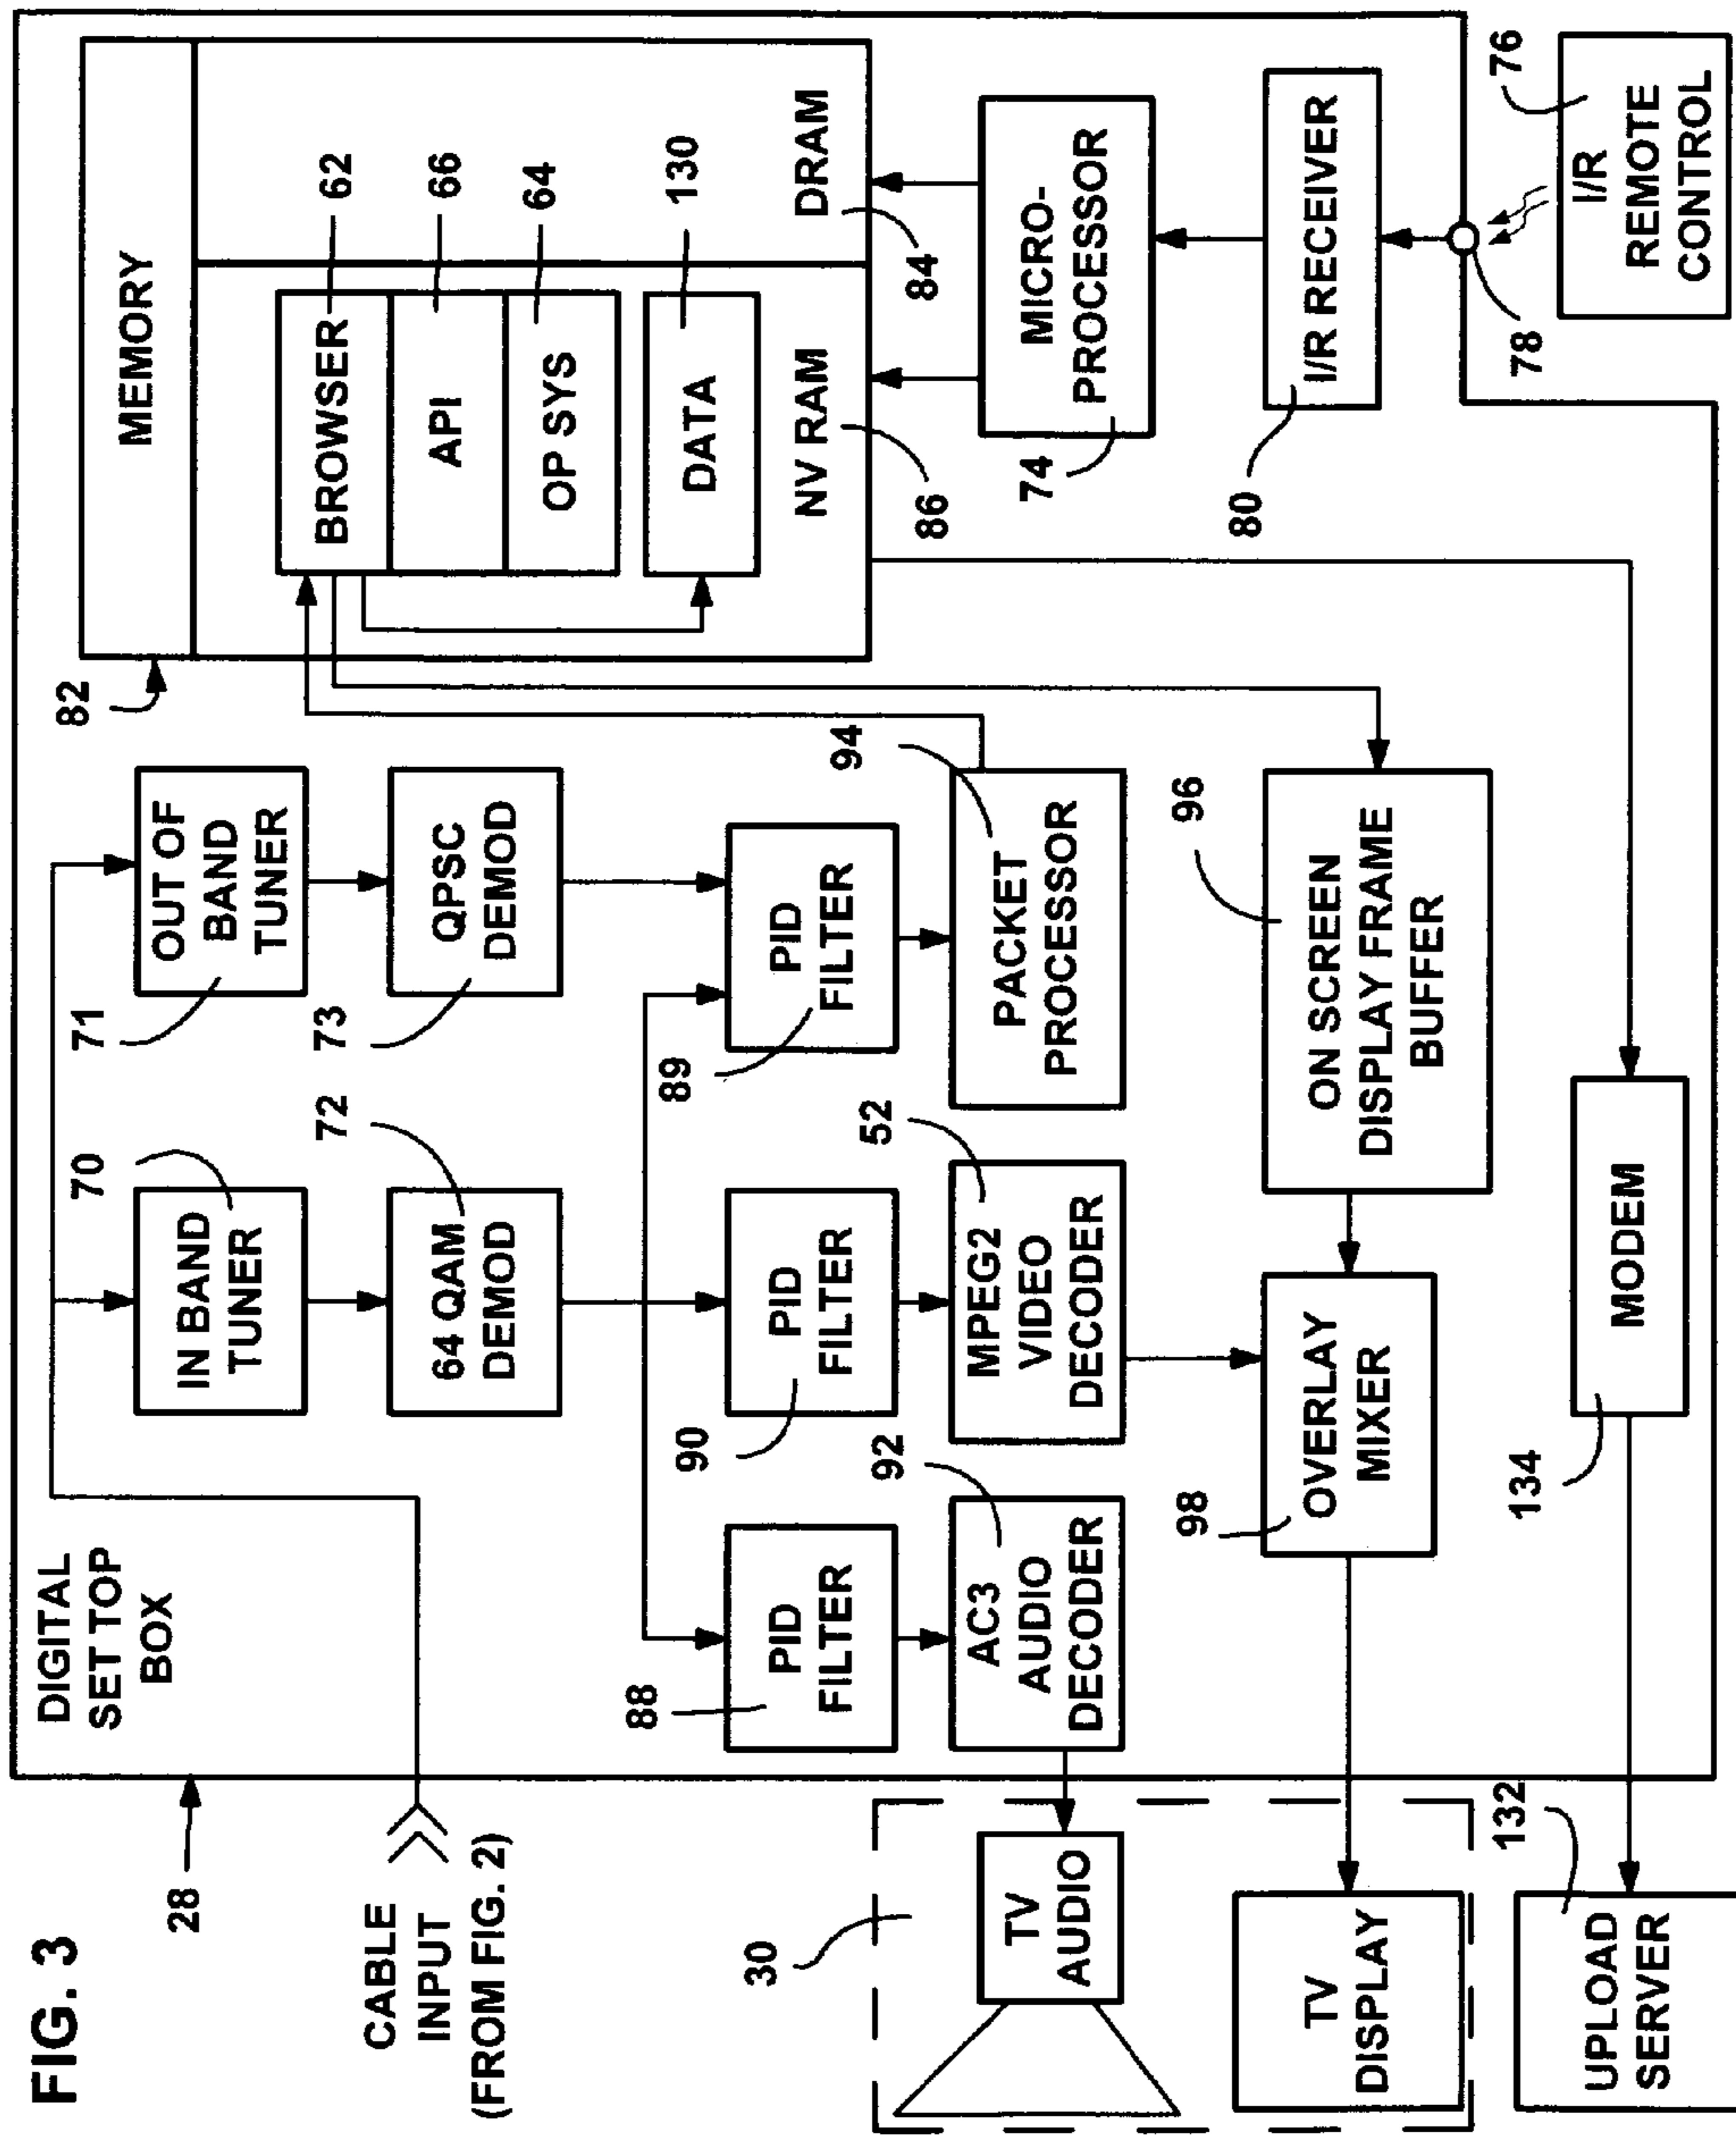 FIG. 3
28
DIGITAL
SET TOP
BOX
CABLE
INPUT
(FROM FIG. 2)
70
IN BAND
TUNER
71
OUT OF
BAND
TUNER
72
64 QAM
DEMOD
73
QPSC
DEMOD
88
PID
FILTER
90
PID
FILTER
89
PID
FILTER
92
AC3
AUDIO
DECODER
52
MPEG2
VIDEO
DECODER
94
PACKET
PROCESSOR
98
OVERLAY
MIXER
96
ON SCREEN
DISPLAY FRAME
BUFFER
30
TV
AUDIO
TV
DISPLAY
132
UPLOAD
SERVER
134
MODEM
82
MEMORY
BROWSER
62
API
66
OP SYS
64
DATA
130
NV RAM
86
DRAM
84
74
MICRO-
PROCESSOR
80
I/R RECEIVER
78
76
I/R
REMOTE
CONTROL